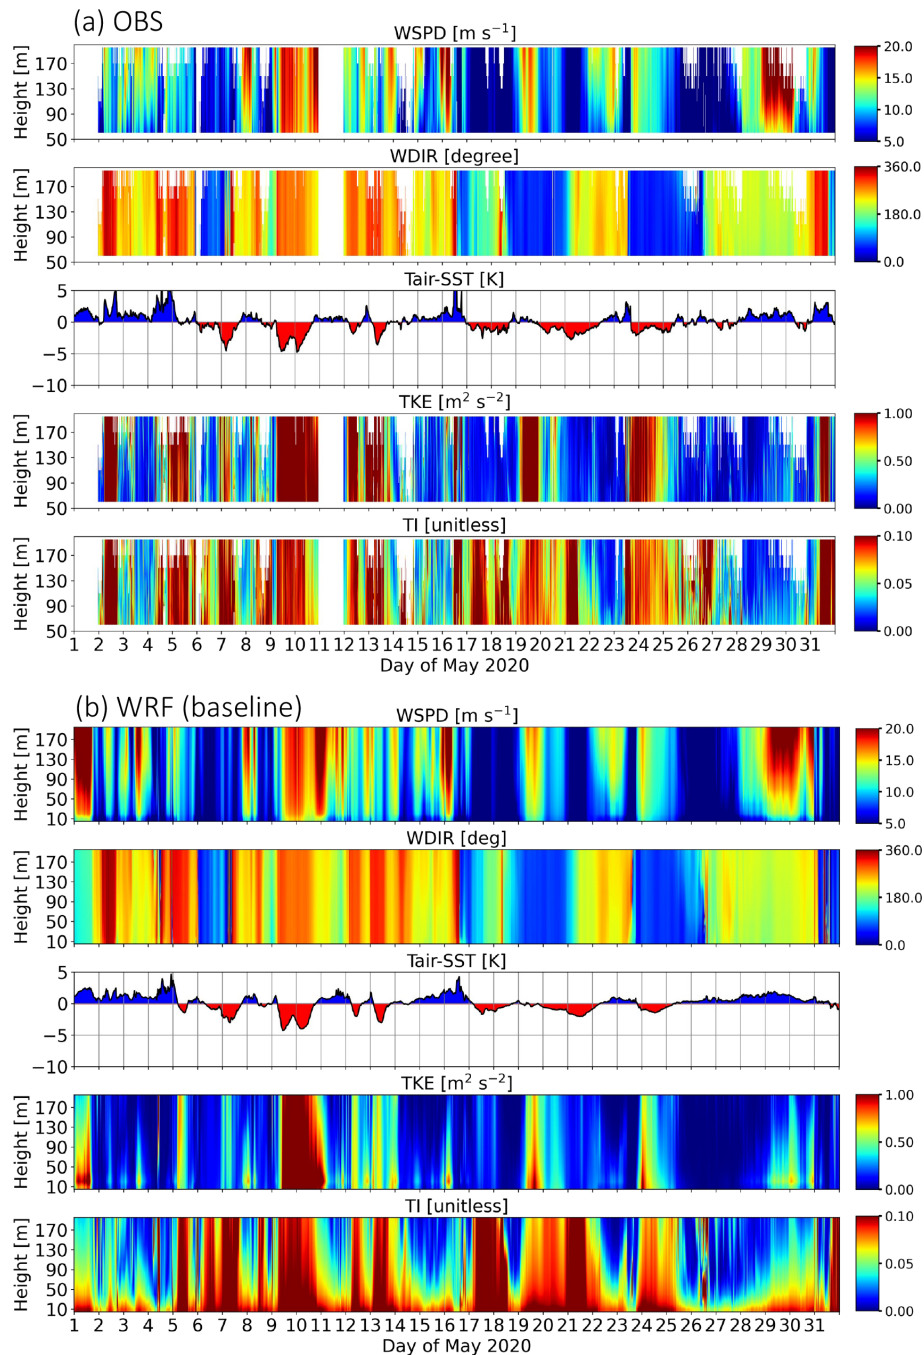 (a) OBS
WSPD [m s⁻¹]
Height [m]
170
130
90
50
20.0
15.0
10.0
5.0
WDIR [degree]
Height [m]
170
130
90
50
360.0
180.0
0.0
Tair-SST [K]
5
0
−5
−10
TKE [m² s⁻²]
Height [m]
170
130
90
50
1.00
0.50
0.00
TI [unitless]
Height [m]
170
130
90
50
0.10
0.05
0.00
1 2 3 4 5 6 7 8 9 10 11 12 13 14 15 16 17 18 19 20 21 22 23 24 25 26 27 28 29 30 31
Day of May 2020
(b) WRF (baseline)
WSPD [m s⁻¹]
Height [m]
170
130
90
50
10
20.0
15.0
10.0
5.0
WDIR [deg]
Height [m]
170
130
90
50
10
360.0
180.0
0.0
Tair-SST [K]
5
0
−5
−10
TKE [m² s⁻²]
Height [m]
170
130
90
50
10
1.00
0.50
0.00
TI [unitless]
Height [m]
170
130
90
50
10
0.10
0.05
0.00
1 2 3 4 5 6 7 8 9 10 11 12 13 14 15 16 17 18 19 20 21 22 23 24 25 26 27 28 29 30 31
Day of May 2020